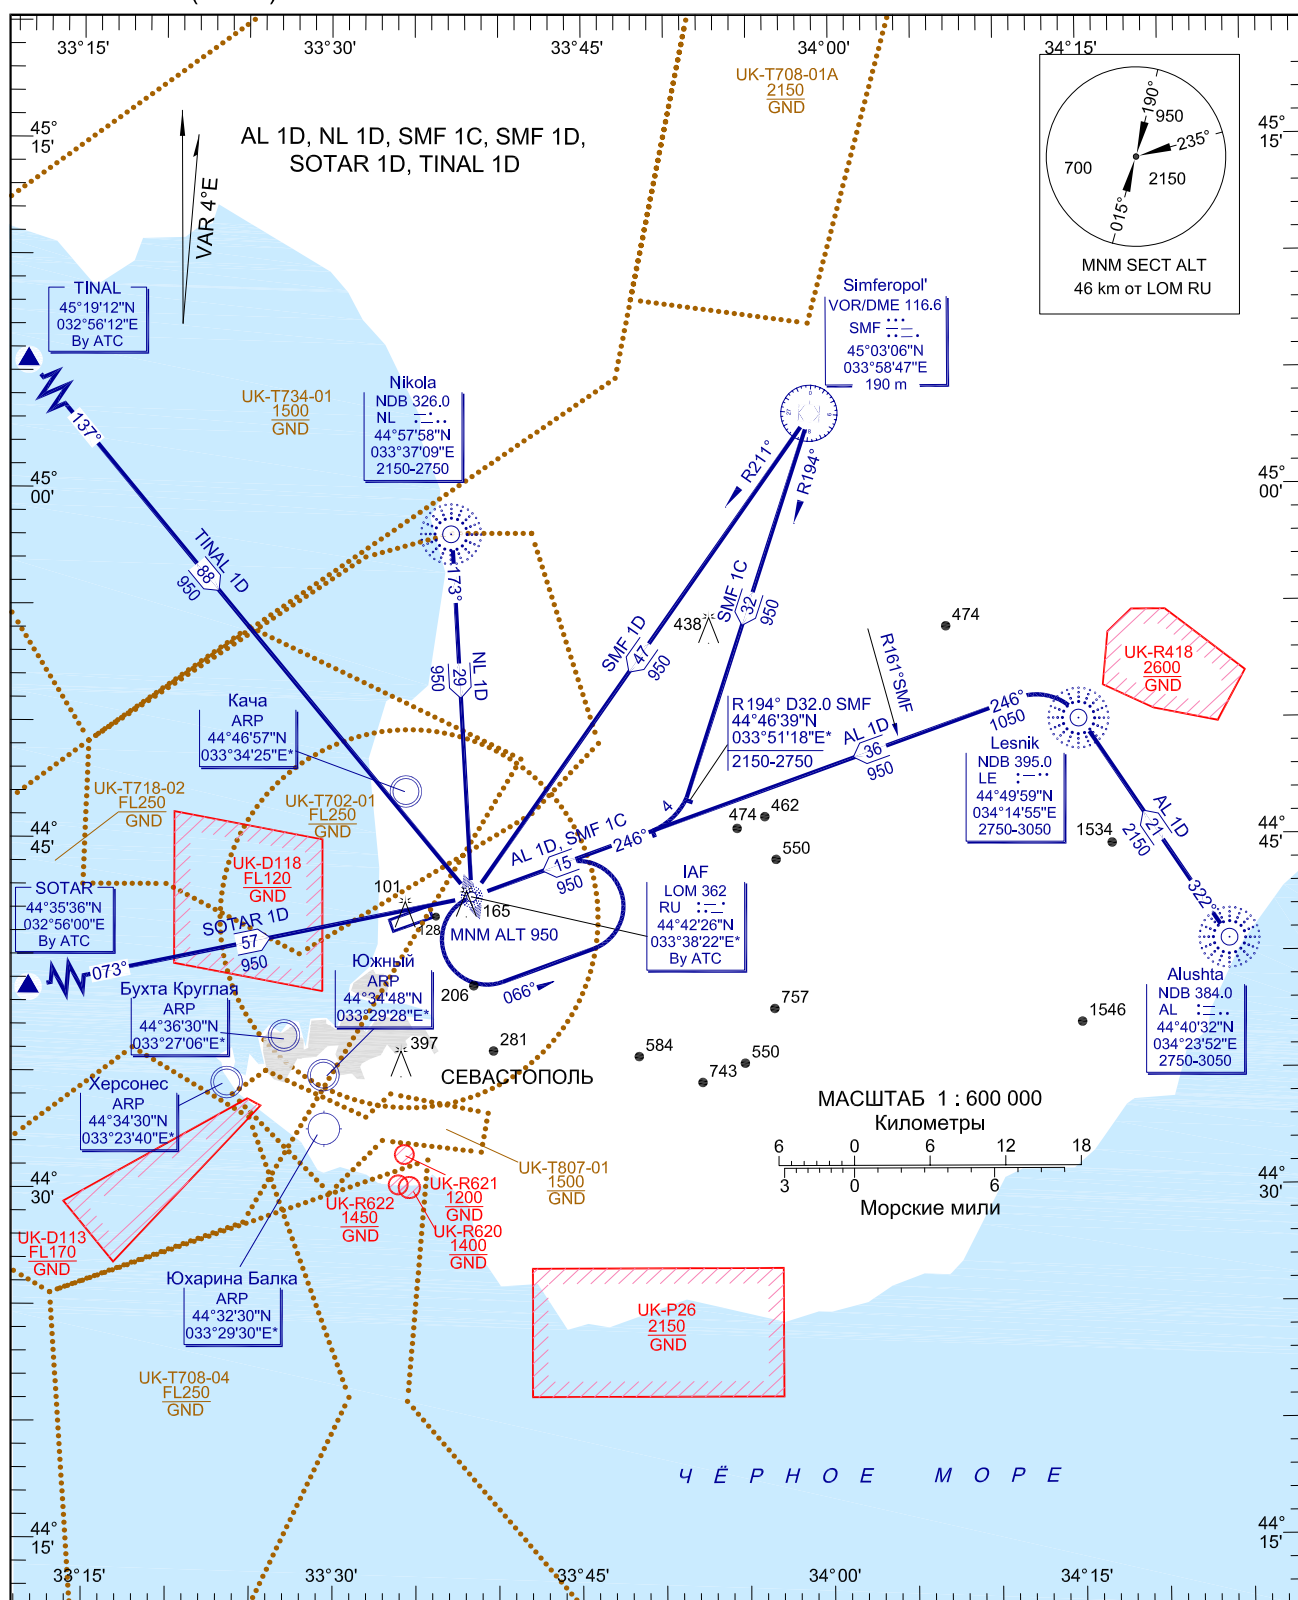 33°15'
33°30'
33°45'
34°00'
34°15'
45°
15'
45°
15'
AL 1D, NL 1D, SMF 1C, SMF 1D,
SOTAR 1D, TINAL 1D
VAR 4°E
UK-T708-01A
2150
GND
190°
950
235°
700
2150
015°
MNM SECT ALT
46 km от LOM RU
TINAL
45°19'12"N
032°56'12"E
By ATC
Simferopol'
VOR/DME 116.6
SMF
45°03'06"N
033°58'47"E
190 m
UK-T734-01
1500
GND
Nikola
NDB 326.0
NL
44°57'58"N
033°37'09"E
2150-2750
137°
R211°
R194°
45°
00'
45°
00'
TINAL 1D
88
950
173°
NL 1D
29
950
SMF 1D
47
950
SMF 1C
32
950
438
474
R161°SMF
UK-R418
2600
GND
Кача
ARP
44°46'57"N
033°34'25"E*
R 194° D32.0 SMF
44°46'39"N
033°51'18"E*
2150-2750
AL 1D
36
950
246°
1050
Lesnik
NDB 395.0
LE
44°49'59"N
034°14'55"E
2750-3050
UK-T718-02
FL250
GND
UK-T702-01
FL250
GND
4
474
462
550
1534
AL 1D
21
2150
322°
44°
45'
44°
45'
UK-D118
FL120
GND
AL 1D, SMF 1C
246°
15
950
IAF
LOM 362
RU
44°42'26"N
033°38'22"E*
By ATC
SOTAR
44°35'36"N
032°56'00"E
By ATC
SOTAR 1D
57
950
073°
101
128
165
MNM ALT 950
206
066°
Южный
ARP
44°34'48"N
033°29'28"E*
Бухта Круглая
ARP
44°36'30"N
033°27'06"E*
Alushta
NDB 384.0
AL
44°40'32"N
034°23'52"E
2750-3050
757
1546
397
281
584
550
743
СЕВАСТОПОЛЬ
Херсонес
ARP
44°34'30"N
033°23'40"E*
МАСШТАБ 1 : 600 000
Километры
6 0 6 12 18
3 0 6
Морские мили
44°
30'
44°
30'
UK-T807-01
1500
GND
UK-R621
1200
GND
UK-R622
1450
GND
UK-R620
1400
GND
UK-D113
FL170
GND
Юхарина Балка
ARP
44°32'30"N
033°29'30"E*
UK-P26
2150
GND
UK-T708-04
FL250
GND
ЧЁРНОЕ МОРЕ
44°
15'
44°
15'
33°15'
33°30'
33°45'
34°00'
34°15'